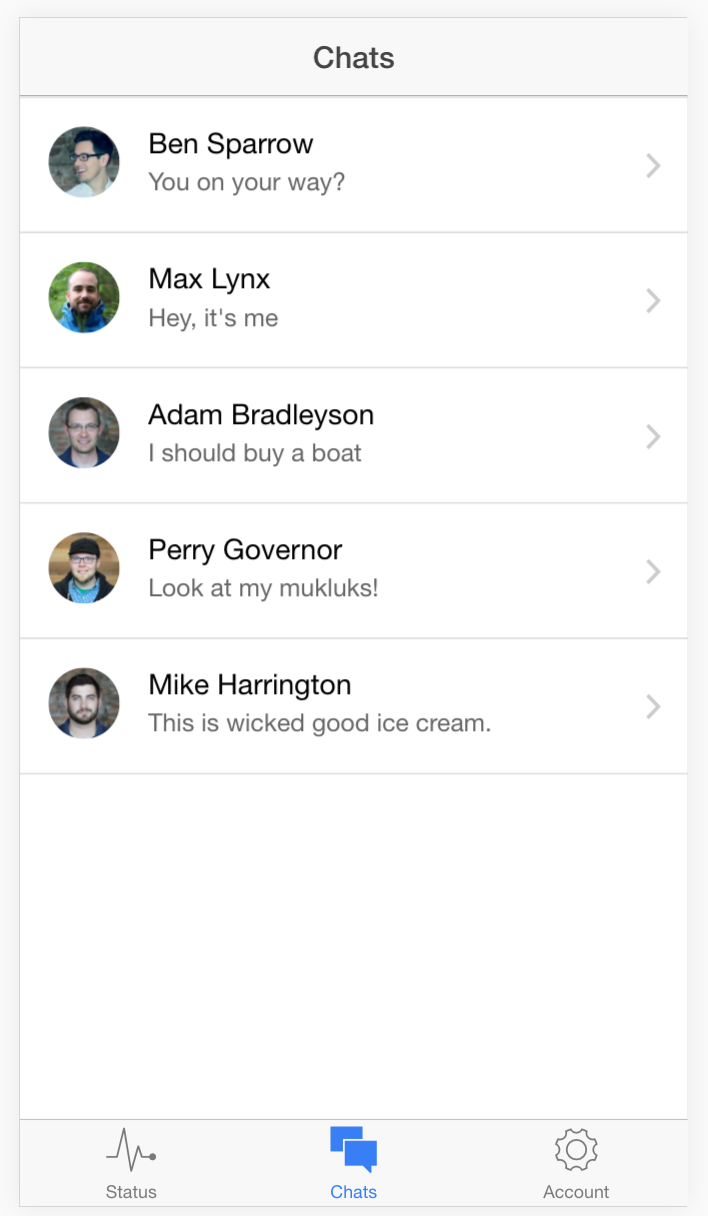 Chats
Ben Sparrow
You on your way?
Max Lynx
Hey, it's me
Adam Bradleyson
I should buy a boat
Perry Governor
Look at my mukluks!
Mike Harrington
This is wicked good ice cream.
Status
Chats
Account